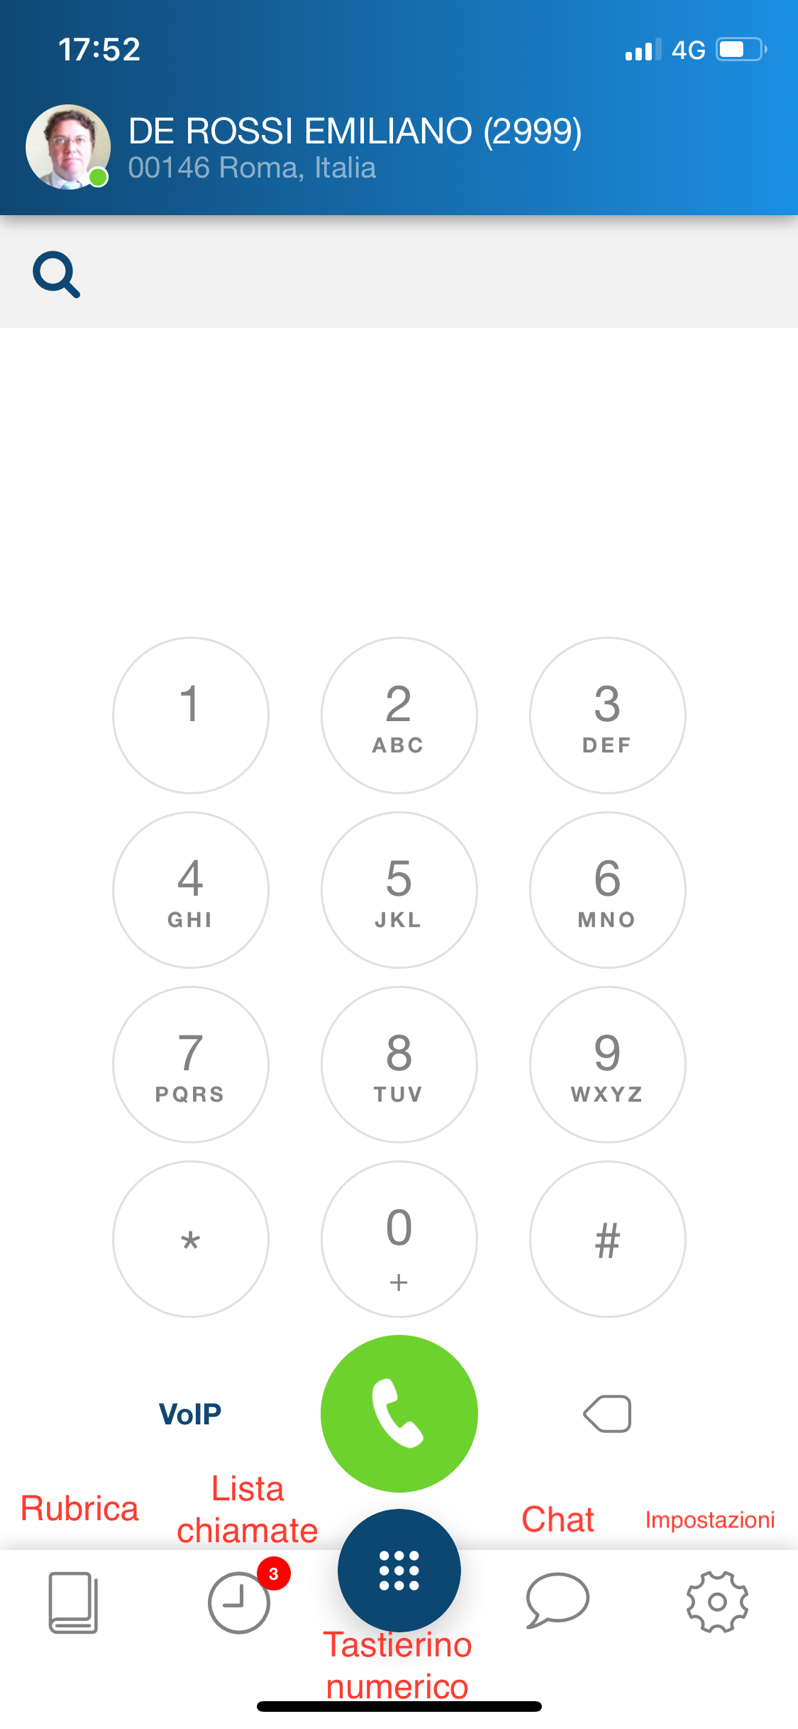 17:52 4G
DE ROSSI EMILIANO (2999)
00146 Roma, Italia
1 2 3
ABC DEF
4 5 6
GHI JKL MNO
7 8 9
PQRS TUV WXYZ
* 0 #
+
VoIP
Rubrica
Lista
chiamate
Chat
Impostazioni
3
Tastierino
numerico